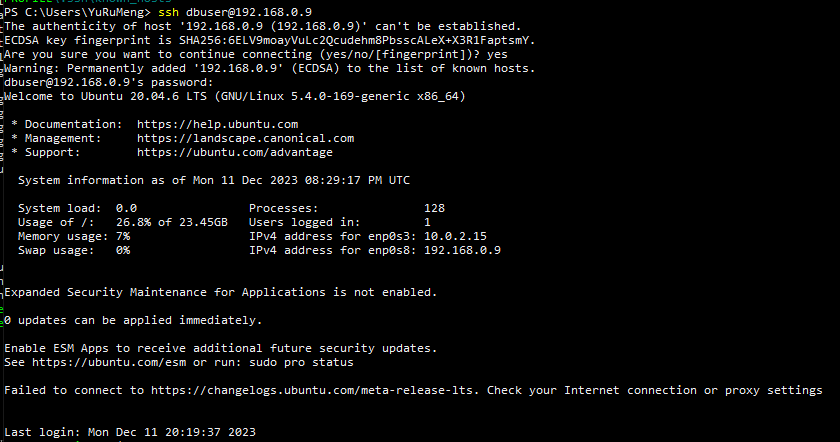 PS C:\Users\YuRuMeng> ssh dbuser@192.168.0.9
The authenticity of host '192.168.0.9 (192.168.0.9)' can't be established.
ECDSA key fingerprint is SHA256:6ELV9moayVuLc2Qcudehm8PbsscALeX+X3R1FaptsmY.
Are you sure you want to continue connecting (yes/no/[fingerprint])? yes
Warning: Permanently added '192.168.0.9' (ECDSA) to the list of known hosts.
dbuser@192.168.0.9's password:
Welcome to Ubuntu 20.04.6 LTS (GNU/Linux 5.4.0-169-generic x86_64)
* Documentation: https://help.ubuntu.com
* Management: https://landscape.canonical.com
* Support: https://ubuntu.com/advantage
System information as of Mon 11 Dec 2023 08:29:17 PM UTC
System load: 0.0 Processes: 128
Usage of /: 26.8% of 23.45GB Users logged in: 1
Memory usage: 7% IPv4 address for enp0s3: 10.0.2.15
Swap usage: 0% IPv4 address for enp0s8: 192.168.0.9
Expanded Security Maintenance for Applications is not enabled.
0 updates can be applied immediately.
Enable ESM Apps to receive additional future security updates.
See https://ubuntu.com/esm or run: sudo pro status
Failed to connect to https://changelogs.ubuntu.com/meta-release-lts. Check your Internet connection or proxy settings
Last login: Mon Dec 11 20:19:37 2023